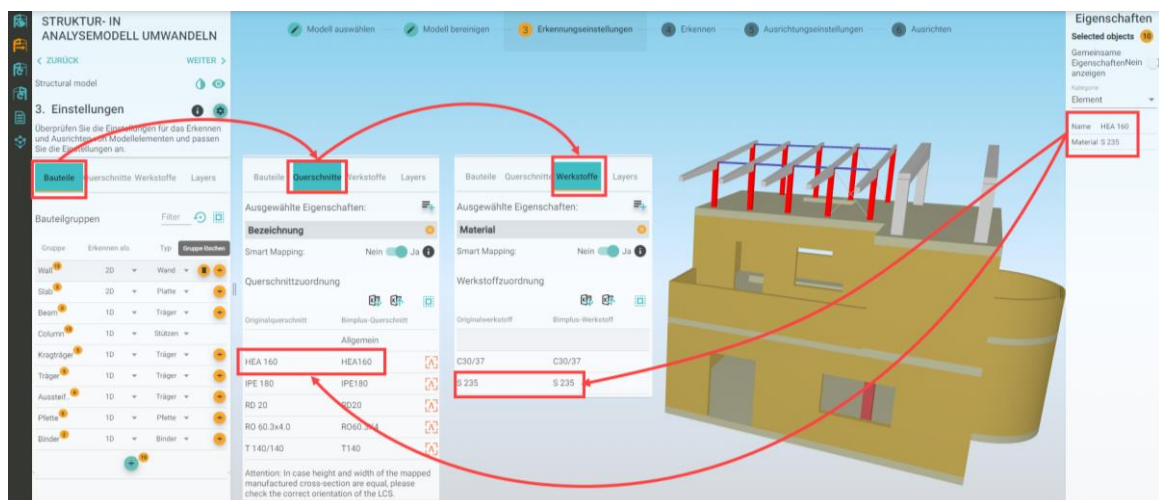 STRUKTUR- IN
ANALYSEMODELL UMWANDELN
< ZURÜCK WEITER >
Structural model
3. Einstellungen
Überprüfen Sie die Einstellungen für das Erkennen
und Ausrichten von Modellelementen und passen
Sie die Einstellungen an.
Bauteile Querschnitte Werkstoffe Layers
Bauteilgruppen Filter
Gruppe Erkennen als Typ Gruppe löschen
Wall 2D Wand
Slab 2D Platte
Beam 1D Träger
Column 1D Stützen
Kragträger 1D Träger
Träger 1D Träger
Aussteif.. 1D Träger
Pfette 1D Pfette
Binder 1D Binder
Modell auswählen
Modell bereinigen
3 Erkennungseinstellungen
4 Erkennen
5 Ausrichtungseinstellungen
6 Ausrichten
Bauteile Querschnitte Werkstoffe Layers
Ausgewählte Eigenschaften:
Bezeichnung
Smart Mapping: Nein Ja
Querschnittzuordnung
Originalquerschnitt Bimplus-Querschnitt
Allgemein
HEA 160 HEA160
IPE 180 IPE180
RD 20 RD20
RO 60.3x4.0 RO60.3X4
T 140/140 T140
Attention: In case height and width of the mapped
manufactured cross-section are equal, please
check the correct orientation of the LCS.
Bauteile Querschnitte Werkstoffe Layers
Ausgewählte Eigenschaften:
Material
Smart Mapping: Nein Ja
Werkstoffzuordnung
Originalwerkstoff Bimplus-Werkstoff
C30/37 C30/37
S 235 S 235
Eigenschaften
Selected objects 10
Gemeinsame
Eigenschaften Nein
anzeigen
Kategorie
Element
Name HEA 160
Material S 235